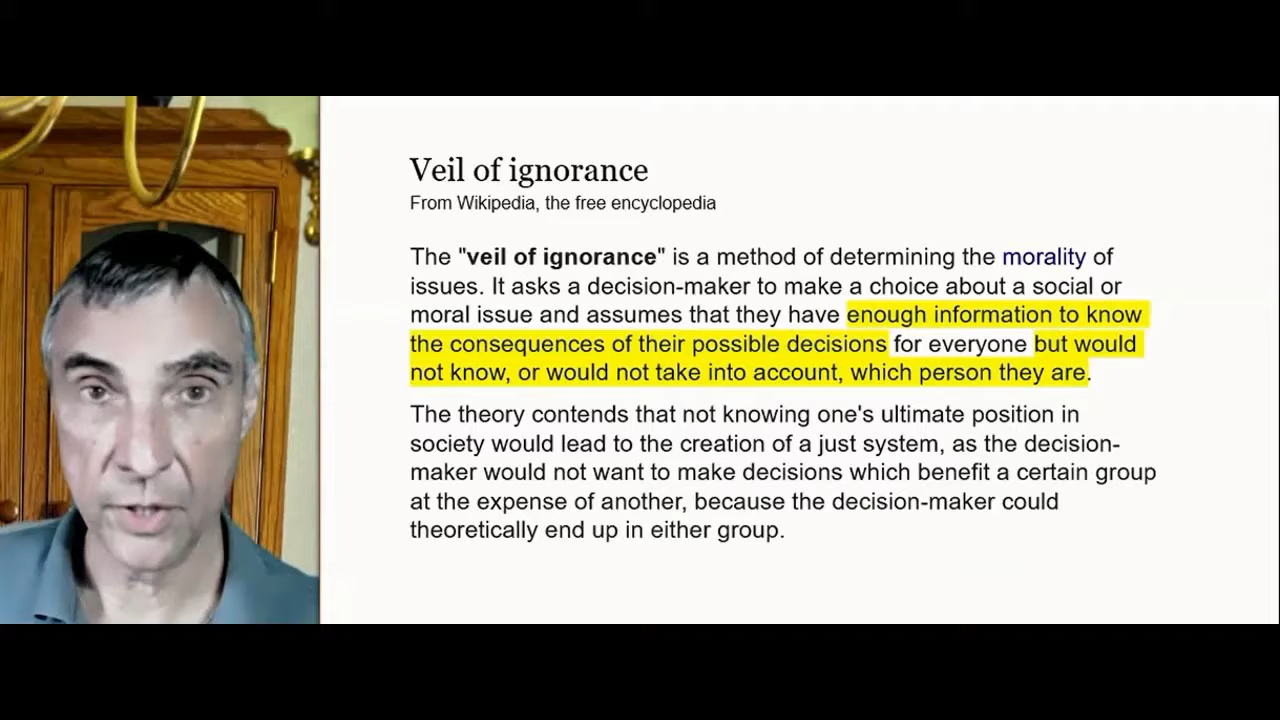 Veil of ignorance
From Wikipedia, the free encyclopedia
The "veil of ignorance" is a method of determining the morality of
issues. It asks a decision-maker to make a choice about a social or
moral issue and assumes that they have enough information to know
the consequences of their possible decisions for everyone but would
not know, or would not take into account, which person they are.
The theory contends that not knowing one's ultimate position in
society would lead to the creation of a just system, as the decision-
maker would not want to make decisions which benefit a certain group
at the expense of another, because the decision-maker could
theoretically end up in either group.